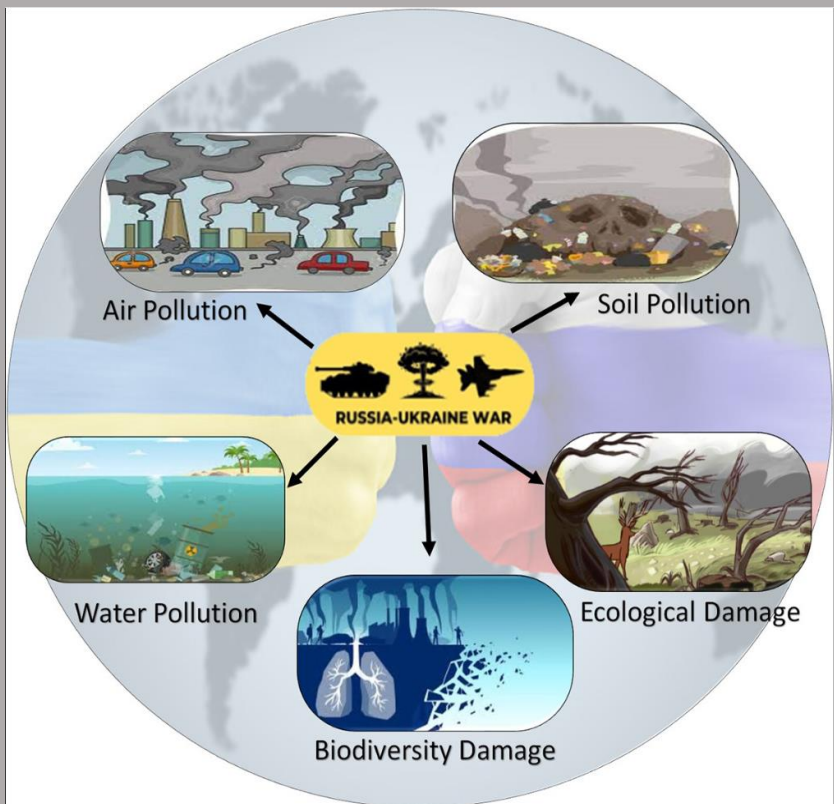 Air Pollution
Soil Pollution
RUSSIA-UKRAINE WAR
Water Pollution
Ecological Damage
Biodiversity Damage